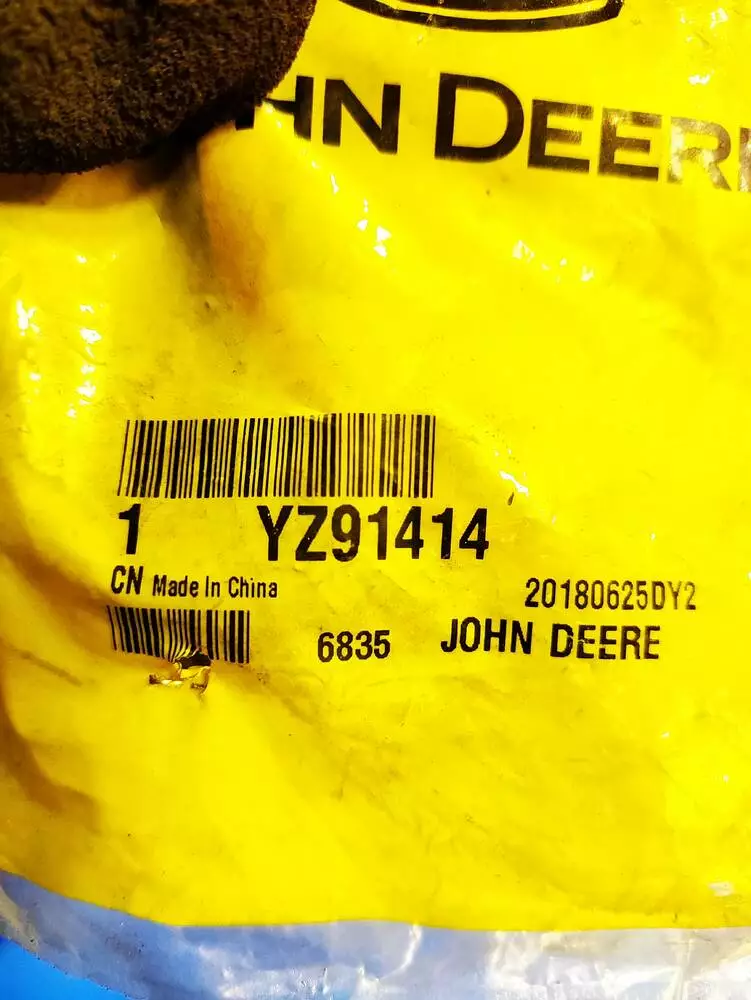 HN DEERE
1 YZ91414
CN Made In China
20180625DY2
6835 JOHN DEERE